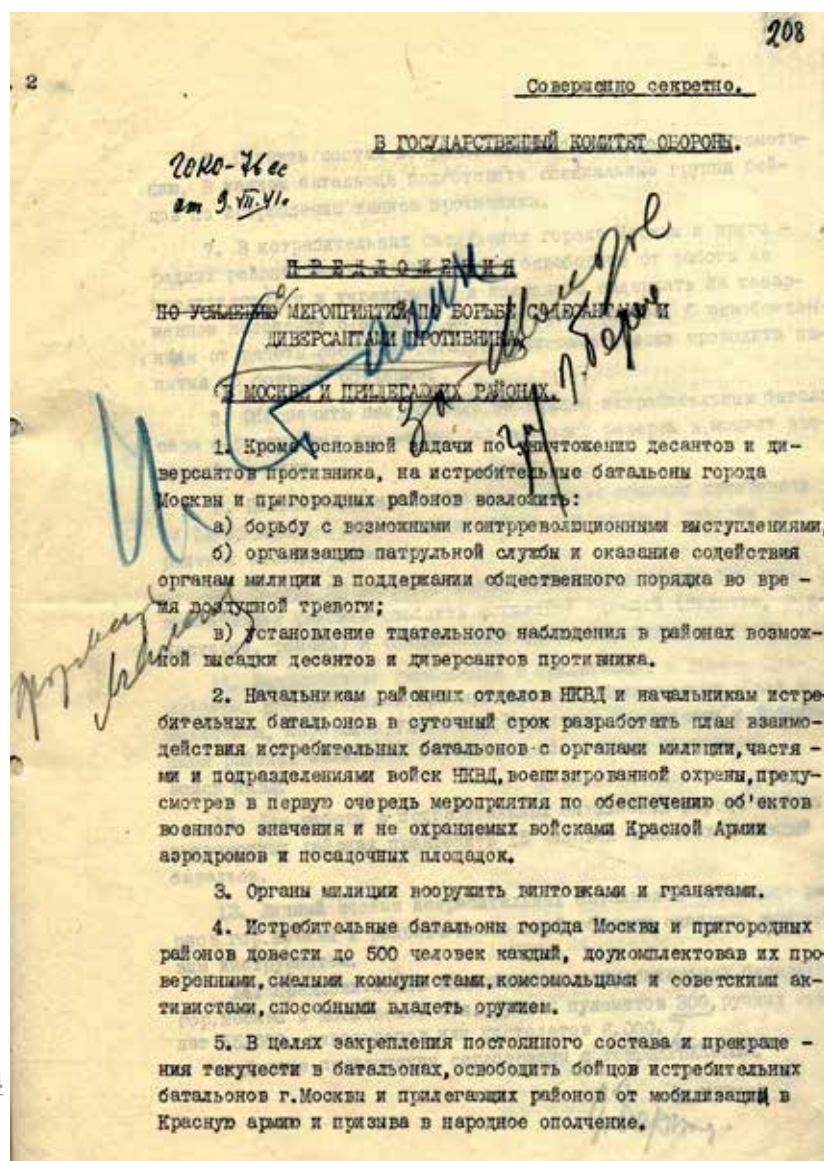 208
2
Совершенно секретно.
В ГОСУДАРСТВЕННЫЙ КОМИТЕТ ОБОРОНЫ.
ГОКО-76сс
от 9.VII.41г
ПРЕДЛОЖЕНИЯ
ПО УСИЛЕНИЮ О МЕРОПРИЯТИЙ ПО БОРЬБЕ С ДЕСАНТАМИ И
ДИВЕРСАНТАМИ ПРОТИВНИКА
В МОСКВЕ И ПРИЛЕГАЮЩИХ РАЙОНАХ.
И Сталин
За
За Л. Берия
1. Кроме основной задачи по уничтожению десантов и ди-
версантов противника, на истребительные батальоны города
Москвы и пригородных районов возложить:
а) борьбу с возможными контрреволюционными выступлениями,
б) организацию патрульной службы и оказание содействия
органам милиции в поддержании общественного порядка во вре -
мя воздушной тревоги;
в) установление тщательного наблюдения в районах возмож-
ной высадки десантов и диверсантов противника.
2. Начальникам районных отделов НКВД и начальникам истре-
бительных батальонов в суточный срок разработать план взаимо-
действия истребительных батальонов с органами милиции, частя -
ми и подразделениями войск НКВД, военизированной охраны, преду-
смотрев в первую очередь мероприятия по обеспечению об'ектов
военного значения и не охраняемых войсками Красной Армии
аэродромов и посадочных площадок.
3. Органы милиции вооружить винтовками и гранатами.
4. Истребительные батальоны города Москвы и пригородных
районов довести до 500 человек каждый, доукомплектовав их про-
веренными, смелыми коммунистами, комсомольцами и советскими ак-
тивистами, способными владеть оружием.
5. В целях закрепления постоянного состава и прекраще -
ния текучести в батальонах, освободить бойцов истребительных
батальонов г.Москвы и прилегающих районов от мобилизаций в
Красную армию и призыва в народное ополчение.